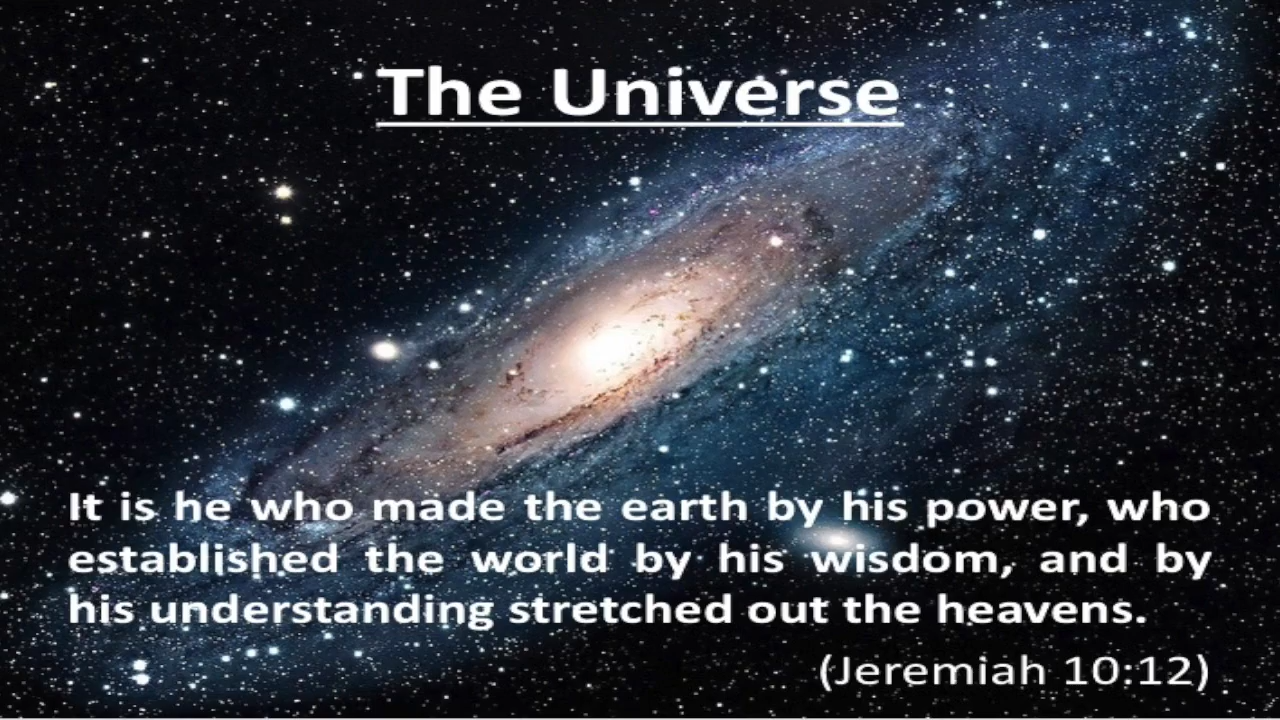 The Universe
It is he who made the earth by his power, who
established the world by his wisdom, and by
his understanding stretched out the heavens.
(Jeremiah 10:12)